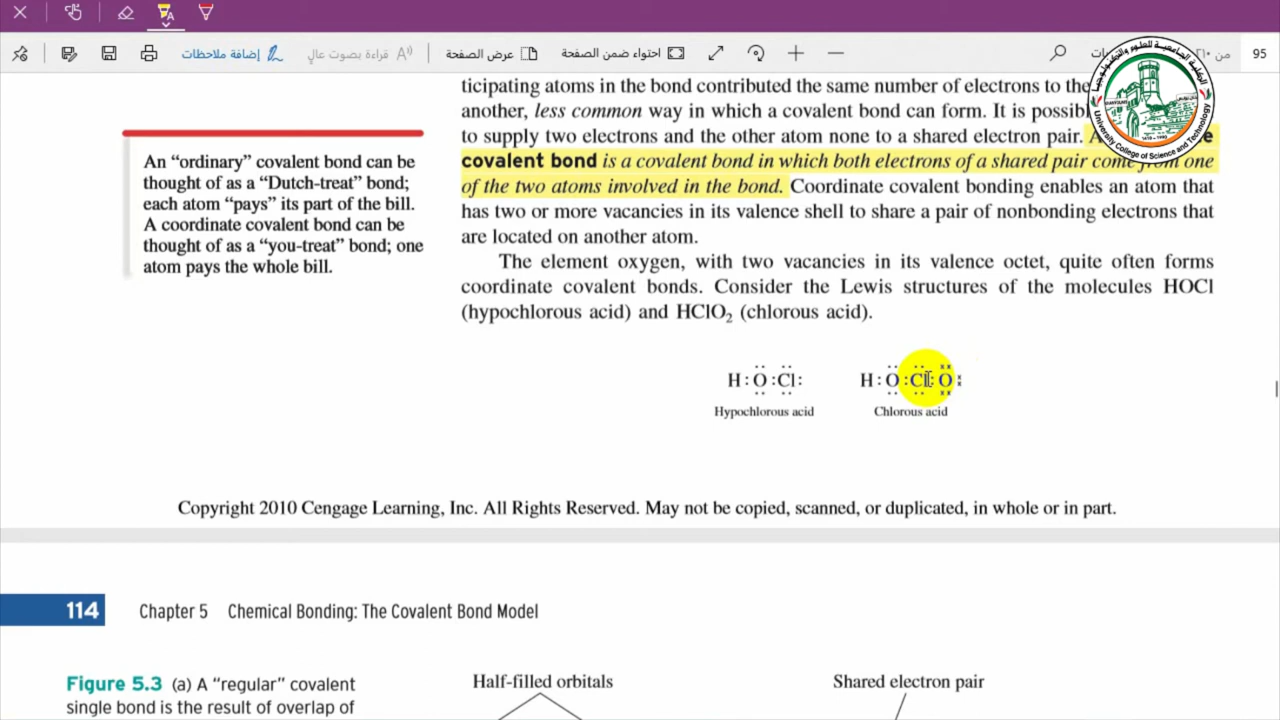 إضافة ملاحظات
قراءة بصوت عالٍ
عرض الصفحة
احتواء ضمن الصفحة
من
95
ticipating atoms in the bond contributed the same number of electrons to the
another, less common way in which a covalent bond can form. It is possib
to supply two electrons and the other atom none to a shared electron pair.
covalent bond is a covalent bond in which both electrons of a shared pair come from one
of the two atoms involved in the bond. Coordinate covalent bonding enables an atom that
has two or more vacancies in its valence shell to share a pair of nonbonding electrons that
are located on another atom.
The element oxygen, with two vacancies in its valence octet, quite often forms
coordinate covalent bonds. Consider the Lewis structures of the molecules HOCl
(hypochlorous acid) and HClO₂ (chlorous acid).
An “ordinary” covalent bond can be
thought of as a “Dutch-treat” bond;
each atom “pays” its part of the bill.
A coordinate covalent bond can be
thought of as a “you-treat” bond; one
atom pays the whole bill.
H:O:Cl:
H:O:Cl:O:
Hypochlorous acid
Chlorous acid
Copyright 2010 Cengage Learning, Inc. All Rights Reserved. May not be copied, scanned, or duplicated, in whole or in part.
114 Chapter 5 Chemical Bonding: The Covalent Bond Model
Figure 5.3 (a) A “regular” covalent
single bond is the result of overlap of
Half-filled orbitals
Shared electron pair
University College of Science and Technology